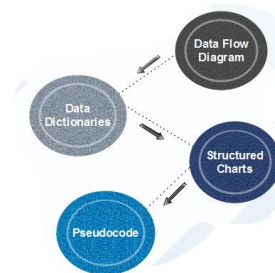 Data Flow
Diagram
Data
Dictionaries
Structured
Charts
Pseudocode